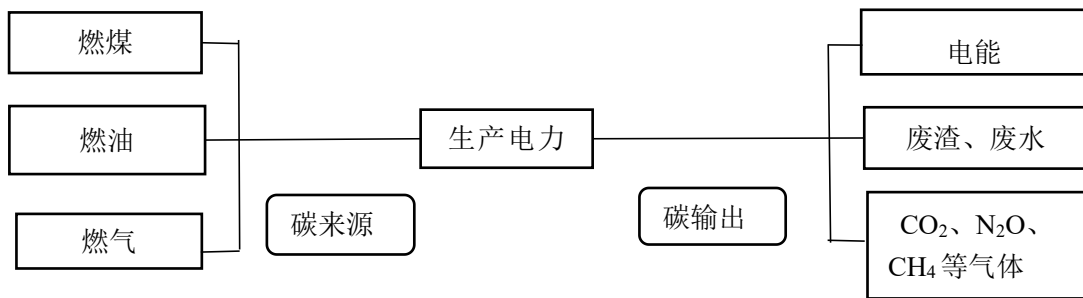 燃煤
燃油
燃气
碳来源
生产电力
碳输出
电能
废渣、废水
CO₂、N₂O、
CH₄ 等气体